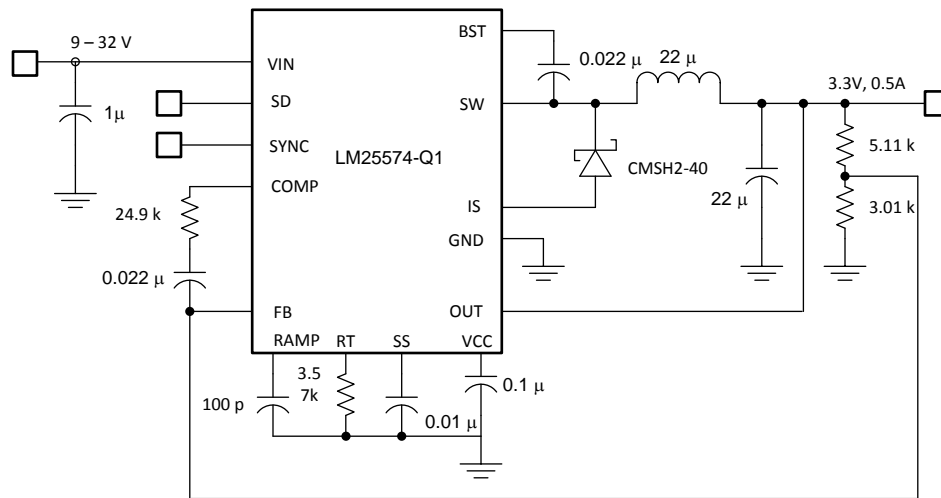 9 – 32 V
1μ
VIN
SD
SYNC
COMP
24.9 k
0.022 μ
FB
LM25574-Q1
BST
SW
IS
GND
OUT
RAMP
RT
SS
VCC
0.022 μ
22 μ
3.3V, 0.5A
5.11 k
CMSH2-40
22 μ
3.01 k
100 p
3.5
7k
0.01 μ
0.1 μ